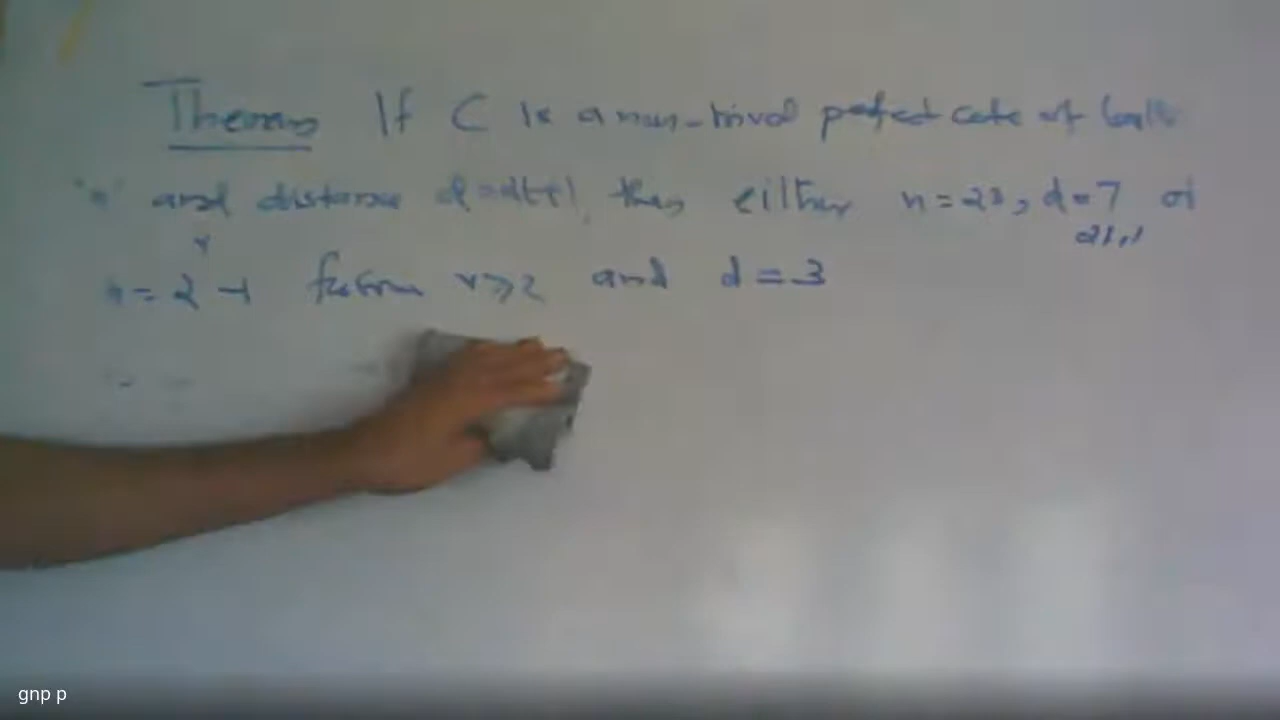 Theorem If C is a non-trivial perfect code of length
"n" and distance d=2t+1, then either n=23, d=7 or
n = 2^r - 1 for some r ≥ 2 and d = 3
gnp p